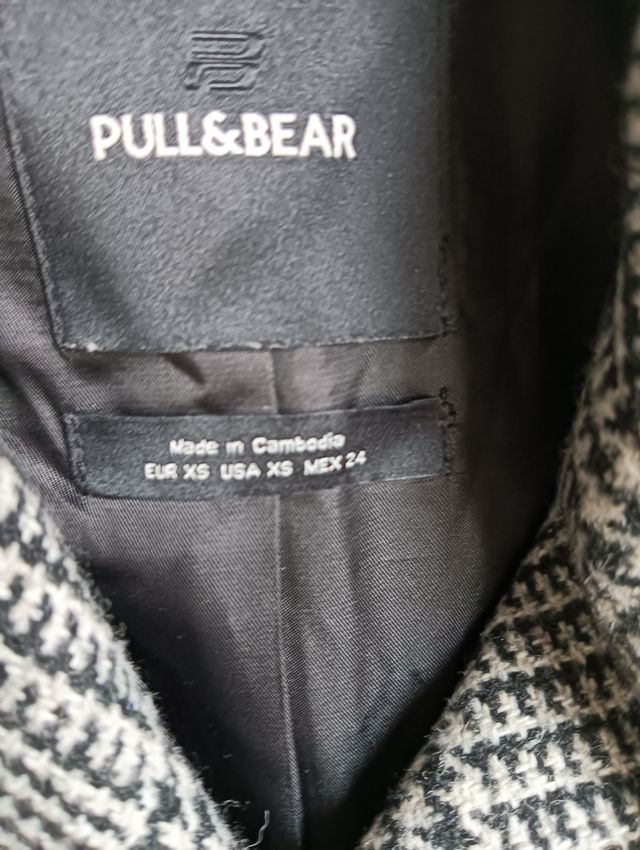 PULL&BEAR
Made in Cambodia
EUR XS USA XS MEX 24